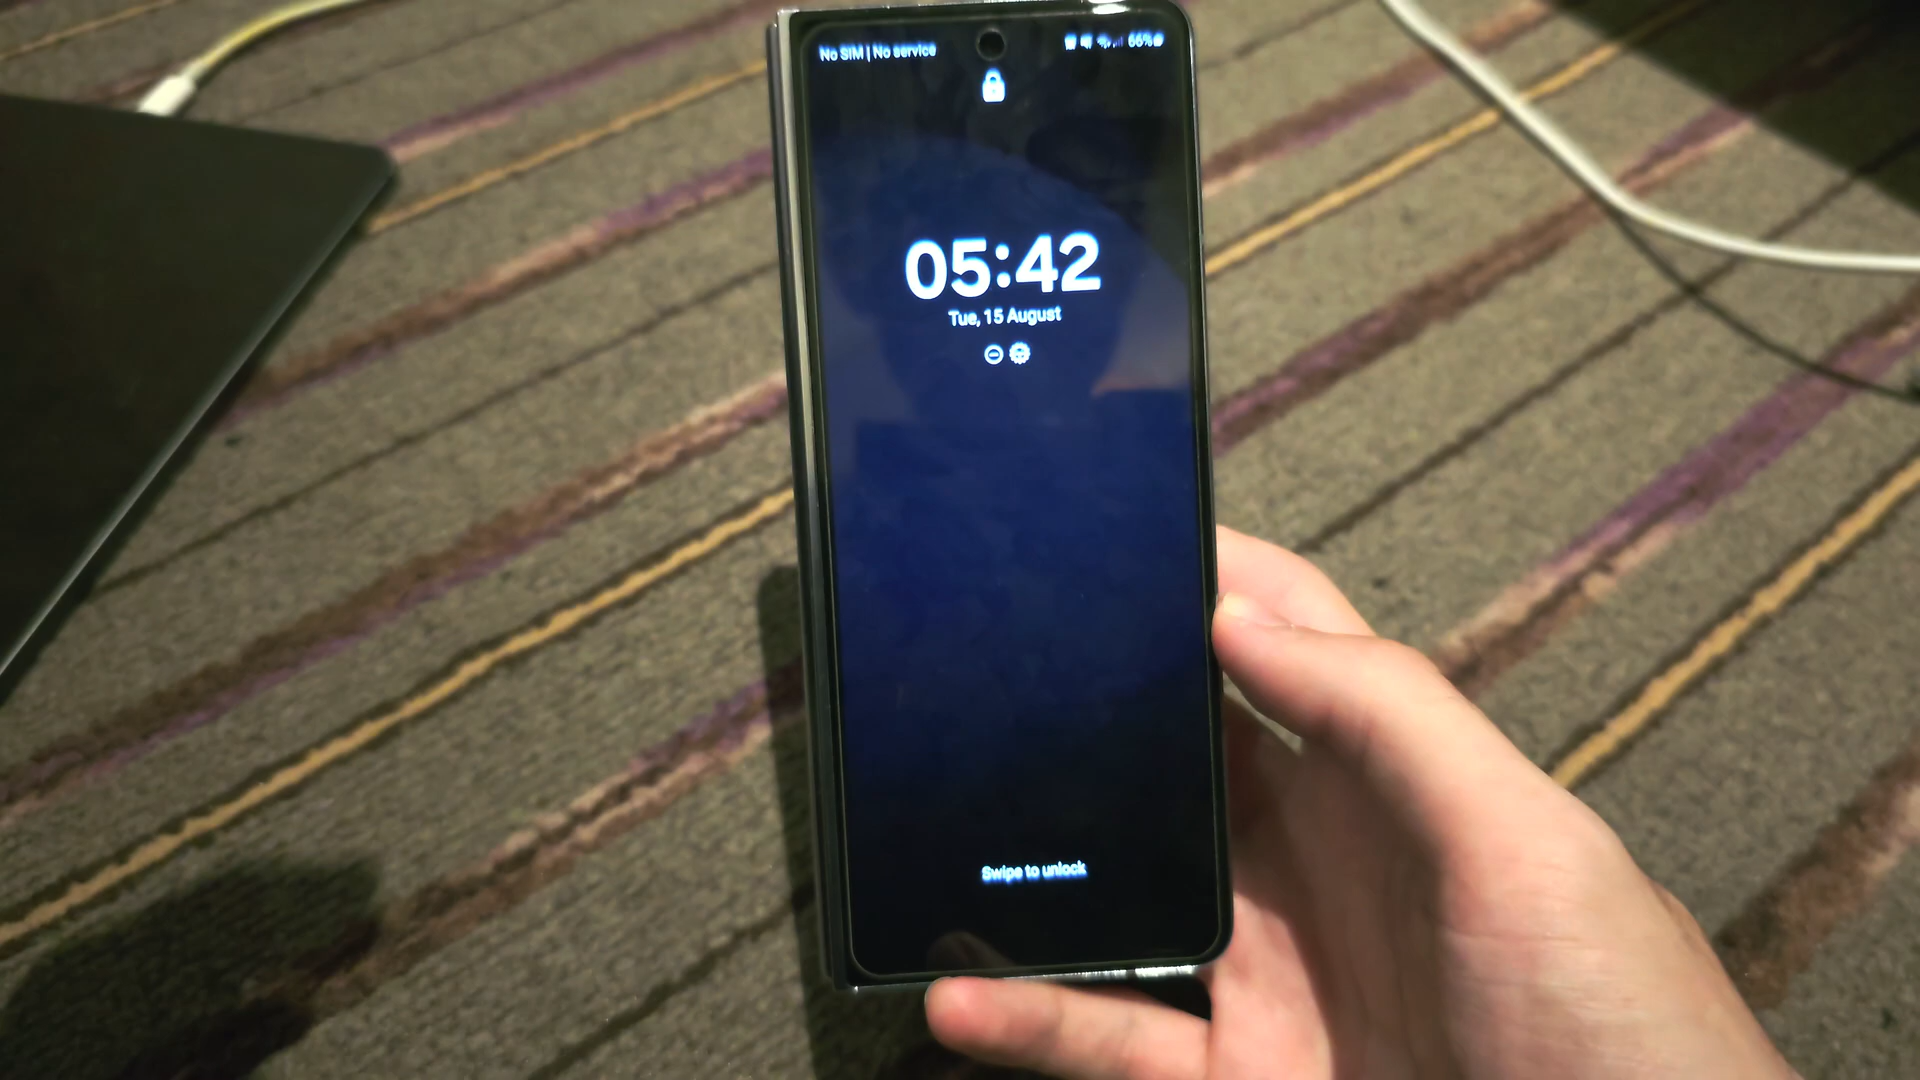 No SIM | No service 66%
05:42
Tue, 15 August
Swipe to unlock